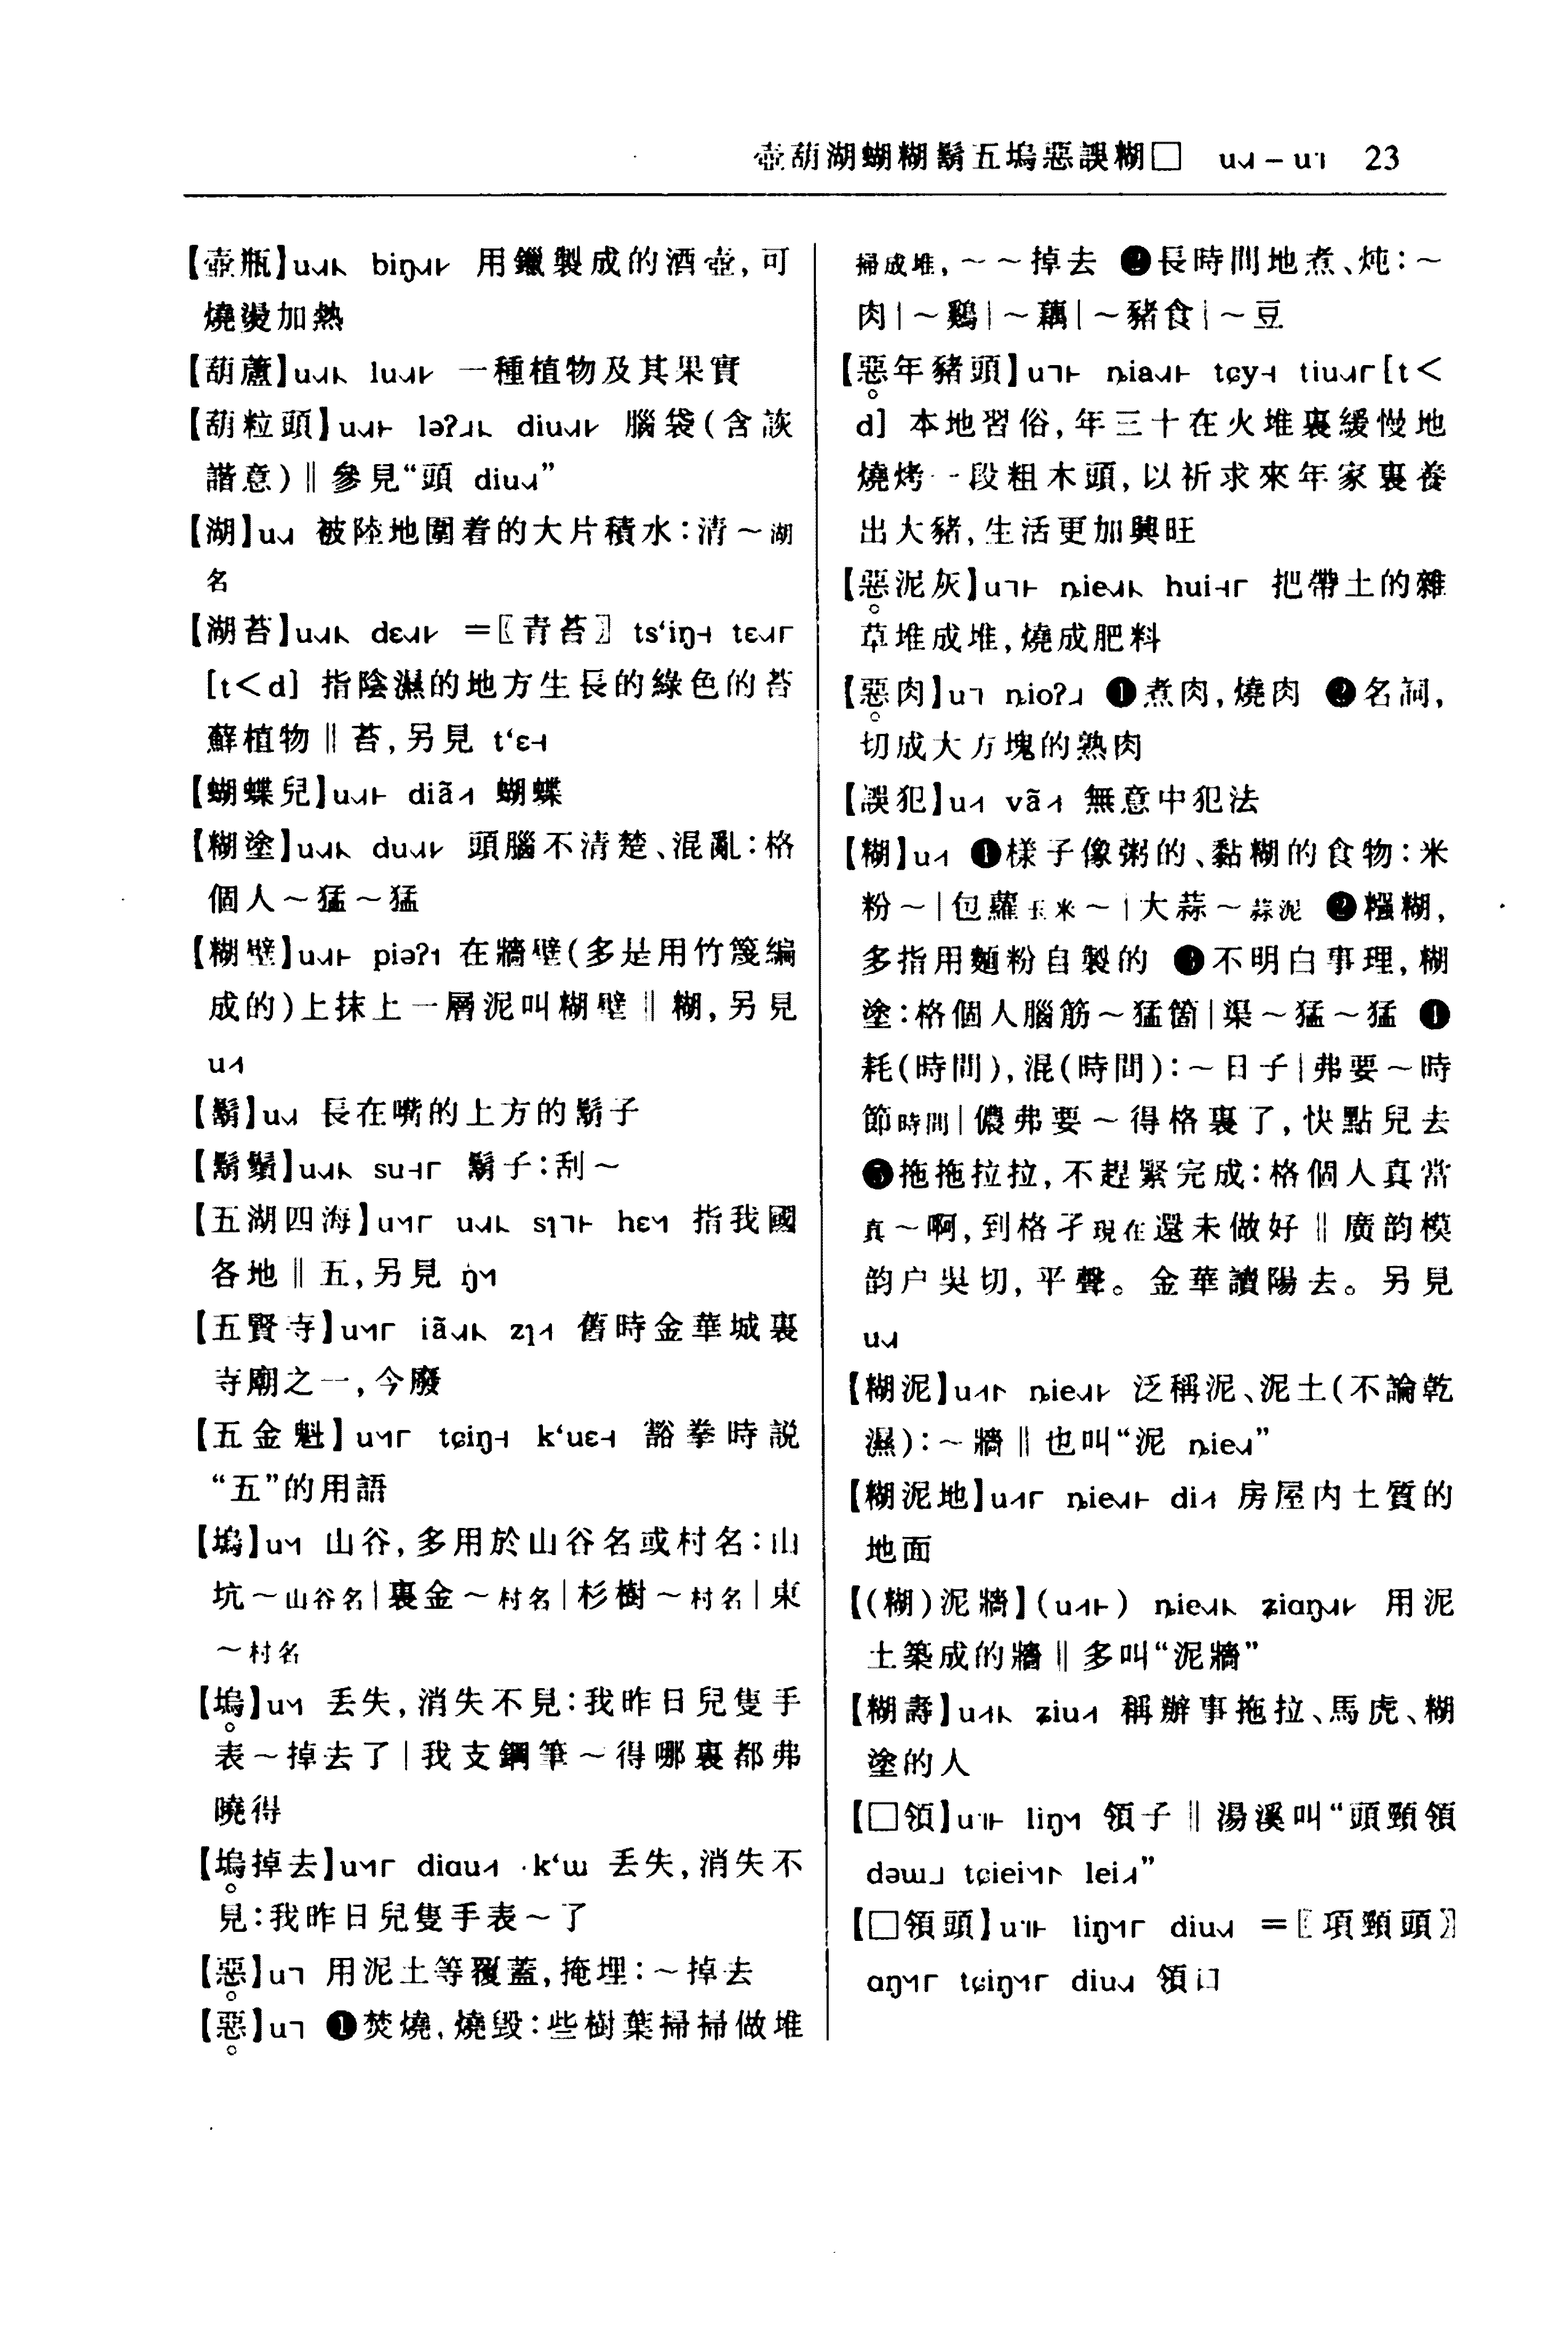 壺葫湖蝴糊鬍五塢惡誤糊□ u˩˧ – u˥ 23
【壺瓶】u biŋ 用鑞製成的酒壺,可
燒燙加熱
【葫蘆】u lu 一種植物及其果實
【葫粒頭】u ləʔ diu 腦袋(含詼
諧意)‖參見“頭 diu”
【湖】u 被陸地圍着的大片積水:清～湖
名
【湖苔】u dɛ =〖青苔〗tsʻiŋ tɛ
[t<d] 指陰濕的地方生長的綠色的苔
蘚植物‖苔,另見 tʻɛ
【蝴蝶兒】u diã 蝴蝶
【糊塗】u du 頭腦不清楚、混亂:格
個人～猛～猛
【糊壁】u piəʔ 在牆壁(多是用竹篾編
成的)上抹上一層泥叫糊壁‖糊,另見
u
【鬍】u 長在嘴的上方的鬍子
【鬍鬚】u su 鬍子:刮～
【五湖四海】u u sɿ hɛ 指我國
各地‖五,另見 ŋ̍
【五賢寺】u iã zɿ 舊時金華城裏
寺廟之一,今廢
【五金魁】u tɕiŋ kʻuɛ 豁拳時説
“五”的用語
【塢】u 山谷,多用於山谷名或村名:山
坑～山谷名|裏金～村名|杉樹～村名|東
～村名
【塢】u 丢失,消失不見:我昨日兒隻手
表～掉去了|我支鋼筆～得哪裏都弗
曉得
【塢掉去】u diɑu ·kʻɯ 丢失,消失不
見:我昨日兒隻手表～了
【惡】u 用泥土等覆蓋,掩埋:～掉去
【惡】u ❶焚燒,燒毀:些樹葉掃掃做堆
掃成堆,～～掉去 ❷長時間地煮、炖:～
肉|～鷄|～藕|～豬食|～豆
【惡年豬頭】u ȵia tɕy tiu[t<
d] 本地習俗,年三十在火堆裏緩慢地
燒烤一段粗木頭,以祈求來年家裏養
出大豬,生活更加興旺
【惡泥灰】u ȵie hui 把帶土的雜
草堆成堆,燒成肥料
【惡肉】u ȵioʔ ❶煮肉,燒肉 ❷名詞,
切成大方塊的熟肉
【誤犯】u vã 無意中犯法
【糊】u ❶樣子像粥的、黏糊的食物:米
粉～|包蘿玉米～|大蒜～蒜泥 ❷糨糊,
多指用麵粉自製的 ❸不明白事理,糊
塗:格個人腦筋～猛箇|渠～猛～猛 ❹
耗(時間),混(時間):～日子|弗要～時
節時間|儂弗要～得格裏了,快點兒去
❺拖拖拉拉,不趕緊完成:格個人真當
真～啊,到格孑現在還未做好‖廣韵模
韵户吳切,平聲。金華讀陽去。另見
u
【糊泥】u ȵie 泛稱泥、泥土(不論乾
濕):～牆‖也叫“泥 ȵie”
【糊泥地】u ȵie di 房屋内土質的
地面
【(糊)泥牆】(u) ȵie ʑiɑŋ 用泥
土築成的牆‖多叫“泥牆”
【糊壽】u ʑiu 稱辦事拖拉、馬虎、糊
塗的人
【□領】u liŋ 領子‖湯溪叫“頭頸領
dəɯ tɕiei lei”
【□領頭】u liŋ diu =〖項頸頭〗
ɑŋ tɕiŋ diu 領口